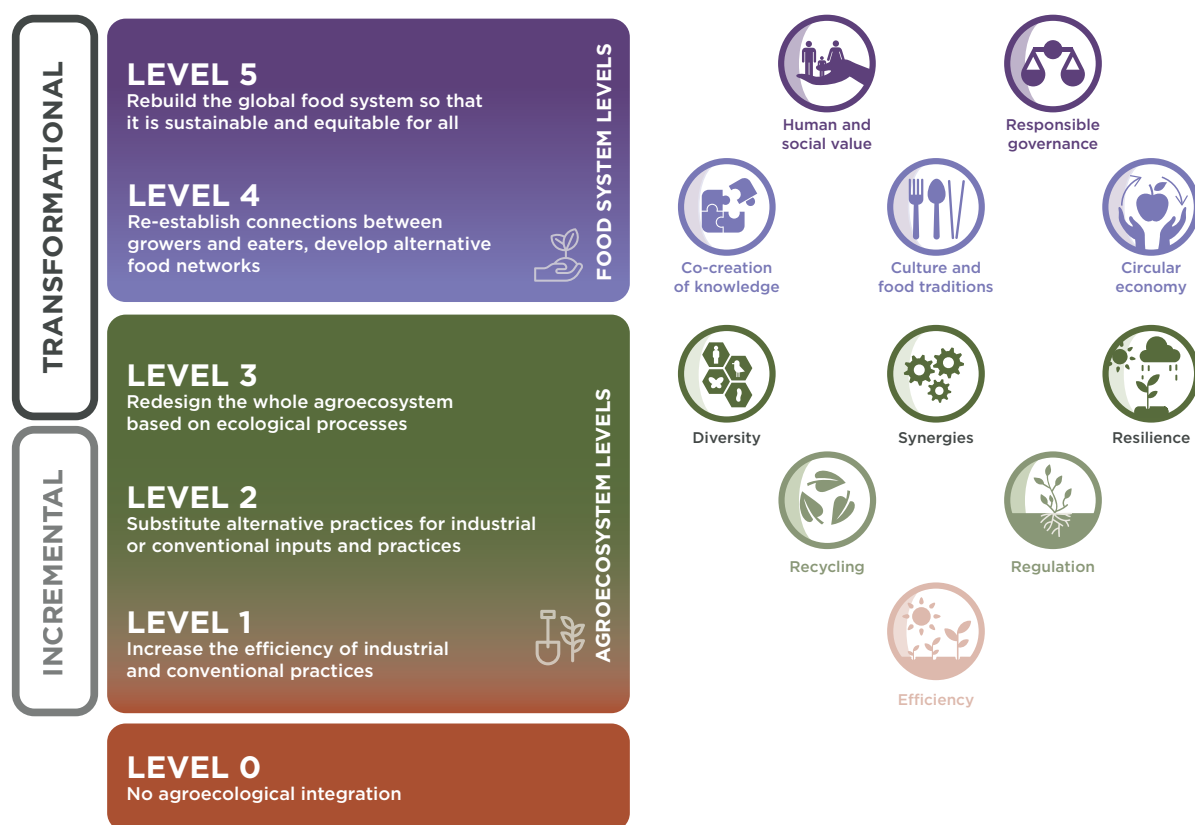 TRANSFORMATIONAL
INCREMENTAL
LEVEL 5
Rebuild the global food system so that
it is sustainable and equitable for all
LEVEL 4
Re-establish connections between
growers and eaters, develop alternative
food networks
FOOD SYSTEM LEVELS
LEVEL 3
Redesign the whole agroecosystem
based on ecological processes
LEVEL 2
Substitute alternative practices for industrial
or conventional inputs and practices
LEVEL 1
Increase the efficiency of industrial
and conventional practices
AGROECOSYSTEM LEVELS
LEVEL 0
No agroecological integration
Human and
social value
Responsible
governance
Co-creation
of knowledge
Culture and
food traditions
Circular
economy
Diversity
Synergies
Resilience
Recycling
Regulation
Efficiency